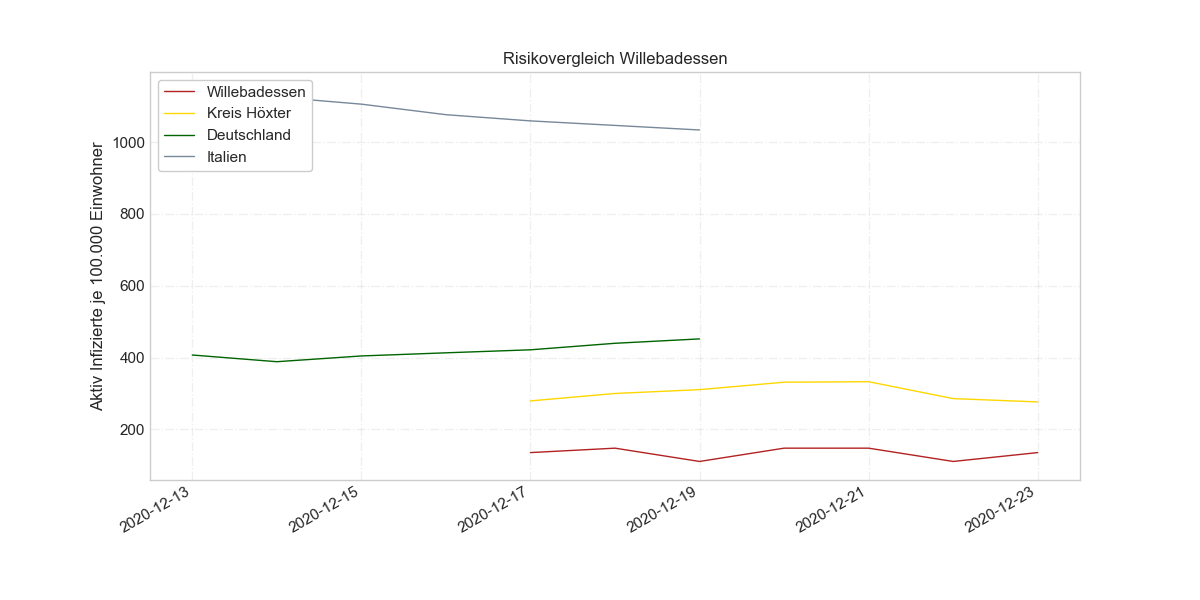 Risikovergleich Willebadessen
Willebadessen
Kreis Höxter
Deutschland
Italien
Aktiv Infizierte je 100.000 Einwohner
1000
800
600
400
200
2020-12-13
2020-12-15
2020-12-17
2020-12-19
2020-12-21
2020-12-23